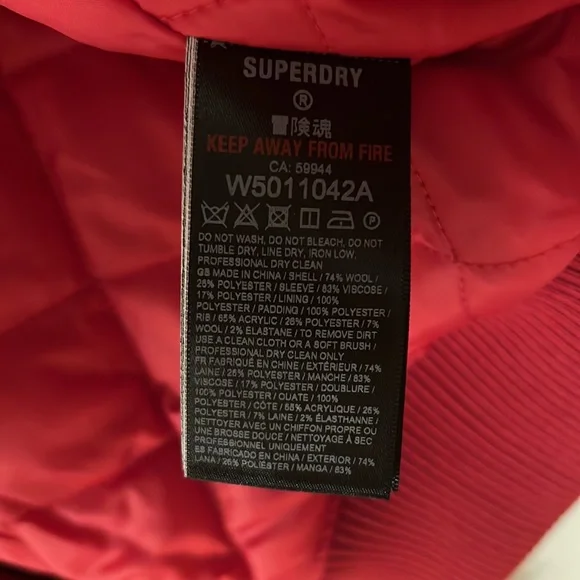 SUPERDRY
®
冒険魂
KEEP AWAY FROM FIRE
CA: 59944
W5011042A
DO NOT WASH, DO NOT BLEACH, DO NOT
TUMBLE DRY, LINE DRY, IRON LOW,
PROFESSIONAL DRY CLEAN
GB MADE IN CHINA / SHELL / 74% WOOL /
26% POLYESTER / SLEEVE / 83% VISCOSE /
17% POLYESTER / LINING / 100%
POLYESTER / PADDING / 100% POLYESTER /
RIB / 65% ACRYLIC / 26% POLYESTER / 7%
WOOL / 2% ELASTANE / TO REMOVE DIRT
USE A CLEAN CLOTH OR A SOFT BRUSH /
PROFESSIONAL DRY CLEAN ONLY
FR FABRIQUÉ EN CHINE / EXTÉRIEUR / 74%
LAINE / 26% POLYESTER / MANCHE / 83%
VISCOSE / 17% POLYESTER / DOUBLURE /
100% POLYESTER / OUATE / 100%
POLYESTER / CÔTE / 65% ACRYLIQUE / 26%
POLYESTER / 7% LAINE / 2% ÉLASTHANNE /
NETTOYER AVEC UN CHIFFON PROPRE OU
UNE BROSSE DOUCE / NETTOYAGE À SEC
PROFESSIONNEL UNIQUEMENT
ES FABRICADO EN CHINA / EXTERIOR / 74%
LANA / 26% POLIÉSTER / MANGA / 83%